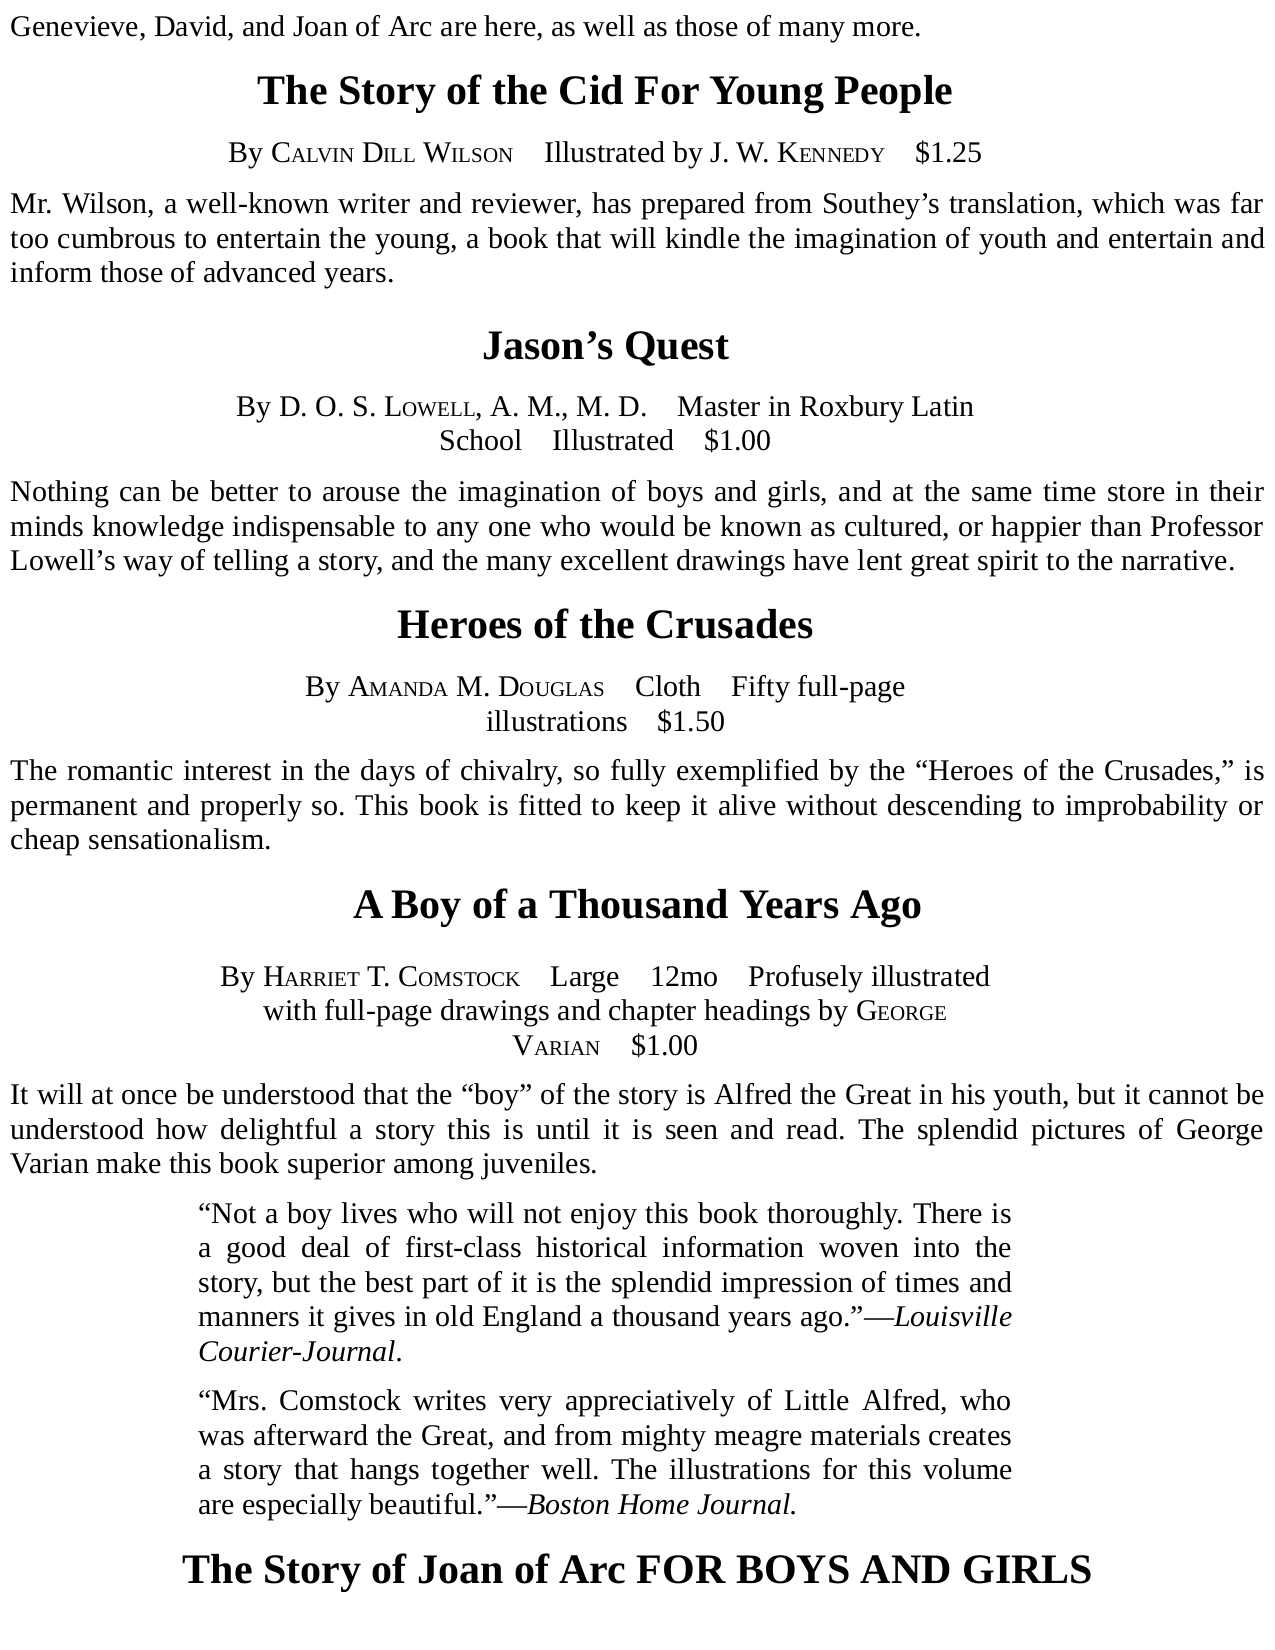 Genevieve, David, and Joan of Arc are here, as well as those of many more.
The Story of the Cid For Young People
By Calvin Dill Wilson Illustrated by J. W. Kennedy $1.25
Mr. Wilson, a well-known writer and reviewer, has prepared from Southey’s translation, which was far
too cumbrous to entertain the young, a book that will kindle the imagination of youth and entertain and
inform those of advanced years.
Jason’s Quest
By D. O. S. Lowell, A. M., M. D. Master in Roxbury Latin
School Illustrated $1.00
Nothing can be better to arouse the imagination of boys and girls, and at the same time store in their
minds knowledge indispensable to any one who would be known as cultured, or happier than Professor
Lowell’s way of telling a story, and the many excellent drawings have lent great spirit to the narrative.
Heroes of the Crusades
By Amanda M. Douglas Cloth Fifty full-page
illustrations $1.50
The romantic interest in the days of chivalry, so fully exemplified by the “Heroes of the Crusades,” is
permanent and properly so. This book is fitted to keep it alive without descending to improbability or
cheap sensationalism.
A Boy of a Thousand Years Ago
By Harriet T. Comstock Large 12mo Profusely illustrated
with full-page drawings and chapter headings by George
Varian $1.00
It will at once be understood that the “boy” of the story is Alfred the Great in his youth, but it cannot be
understood how delightful a story this is until it is seen and read. The splendid pictures of George
Varian make this book superior among juveniles.
“Not a boy lives who will not enjoy this book thoroughly. There is
a good deal of first-class historical information woven into the
story, but the best part of it is the splendid impression of times and
manners it gives in old England a thousand years ago.”—Louisville
Courier-Journal.
“Mrs. Comstock writes very appreciatively of Little Alfred, who
was afterward the Great, and from mighty meagre materials creates
a story that hangs together well. The illustrations for this volume
are especially beautiful.”—Boston Home Journal.
The Story of Joan of Arc FOR BOYS AND GIRLS